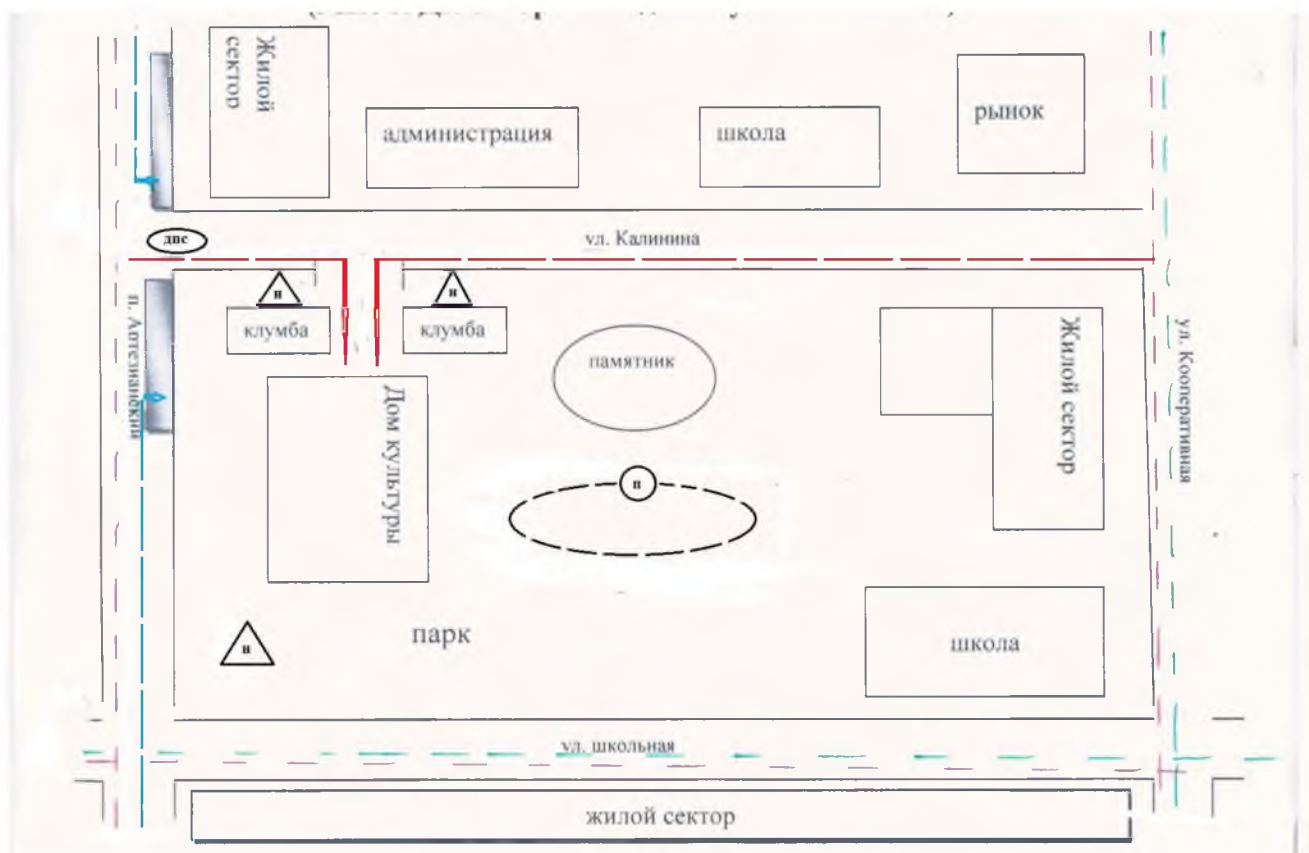 Жилой
сектор
администрация
школа
рынок
дпс
ул. Калинина
п. Артезианский
н
н
клумба
клумба
памятник
Жилой сектор
ул. Кооперативная
Дом культуры
п
н
парк
школа
ул. школьная
жилой сектор